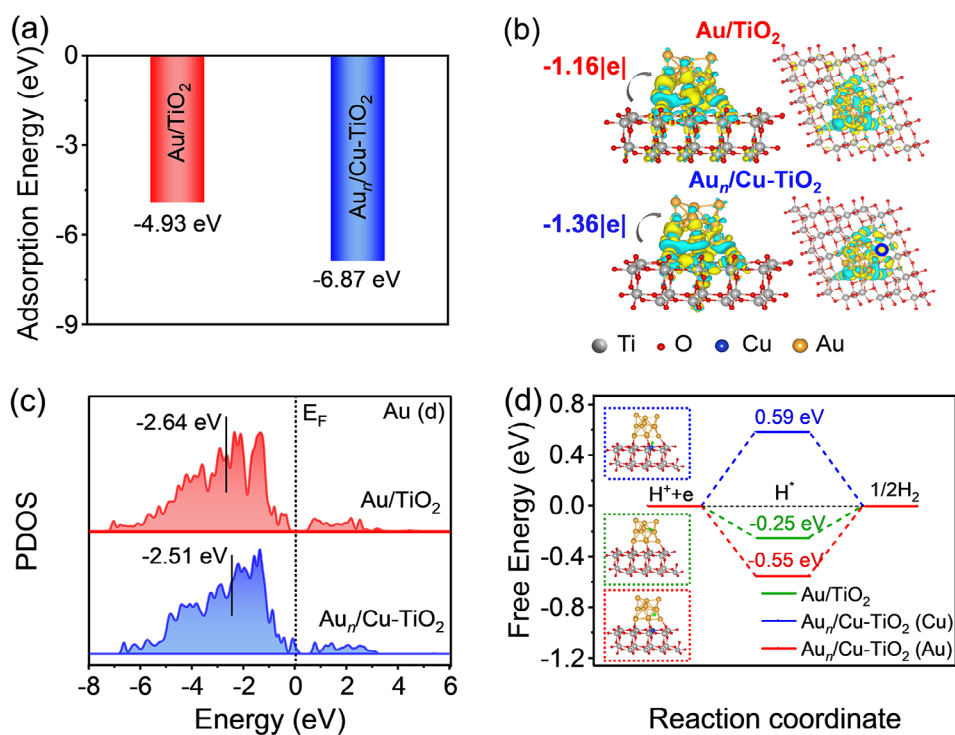 (a)
Adsorption Energy (eV)
0
-3
-6
-9
Au/TiO₂
-4.93 eV
Auₙ/Cu-TiO₂
-6.87 eV
(b)
Au/TiO₂
-1.16|e|
Auₙ/Cu-TiO₂
-1.36|e|
Ti
O
Cu
Au
(c)
PDOS
-2.64 eV
E_F
Au (d)
Au/TiO₂
-2.51 eV
Auₙ/Cu-TiO₂
-8
-6
-4
-2
0
2
4
6
Energy (eV)
(d)
Free Energy (eV)
0.8
0.4
0.0
-0.4
-0.8
-1.2
0.59 eV
H⁺+e
H*
1/2H₂
-0.25 eV
-0.55 eV
Au/TiO₂
Auₙ/Cu-TiO₂ (Cu)
Auₙ/Cu-TiO₂ (Au)
Reaction coordinate